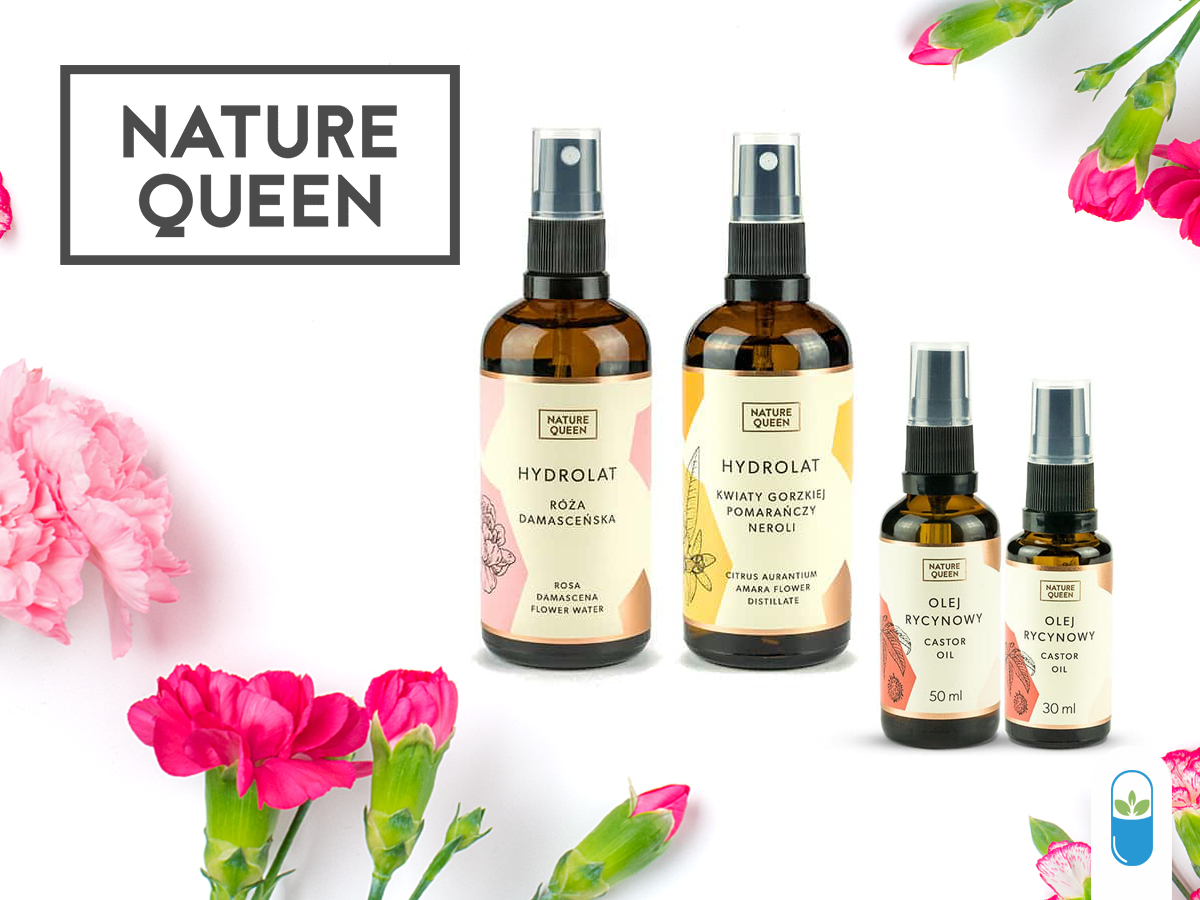 NATURE
QUEEN
NATURE
QUEEN
HYDROLAT
RÓŻA
DAMASCEŃSKA
ROSA
DAMASCENA
FLOWER WATER
NATURE
QUEEN
HYDROLAT
KWIATY GORZKIEJ
POMARAŃCZY
NEROLI
CITRUS AURANTIUM
AMARA FLOWER
DISTILLATE
NATURE
QUEEN
OLEJ
RYCYNOWY
CASTOR
OIL
50 ml
NATURE
QUEEN
OLEJ
RYCYNOWY
CASTOR
OIL
30 ml